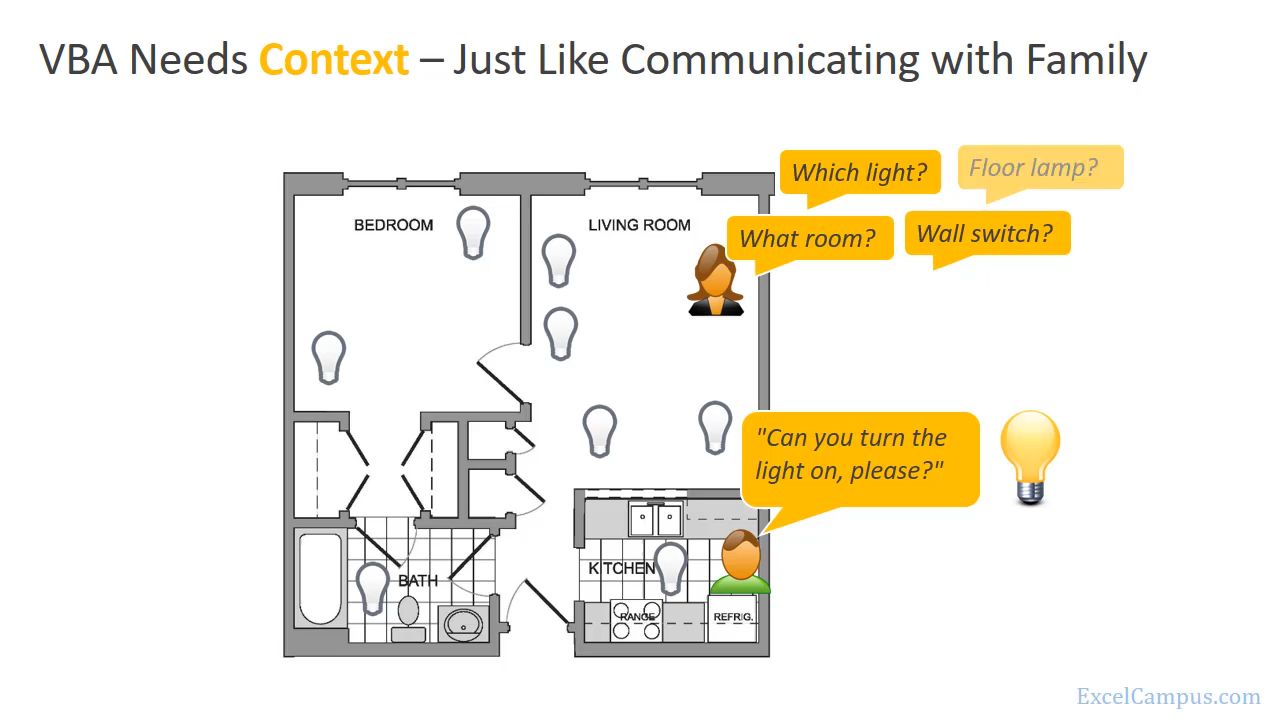 VBA Needs Context – Just Like Communicating with Family
Which light?
Floor lamp?
What room?
Wall switch?
BEDROOM
LIVING ROOM
"Can you turn the
light on, please?"
KITCHEN
BATH
RANGE
REFRIG.
ExcelCampus.com